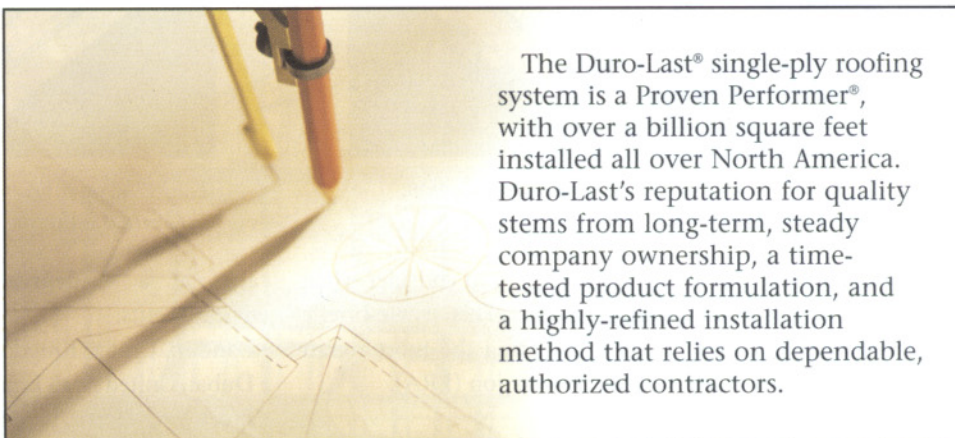 The Duro-Last® single-ply roofing
system is a Proven Performer®,
with over a billion square feet
installed all over North America.
Duro-Last's reputation for quality
stems from long-term, steady
company ownership, a time-
tested product formulation, and
a highly-refined installation
method that relies on dependable,
authorized contractors.